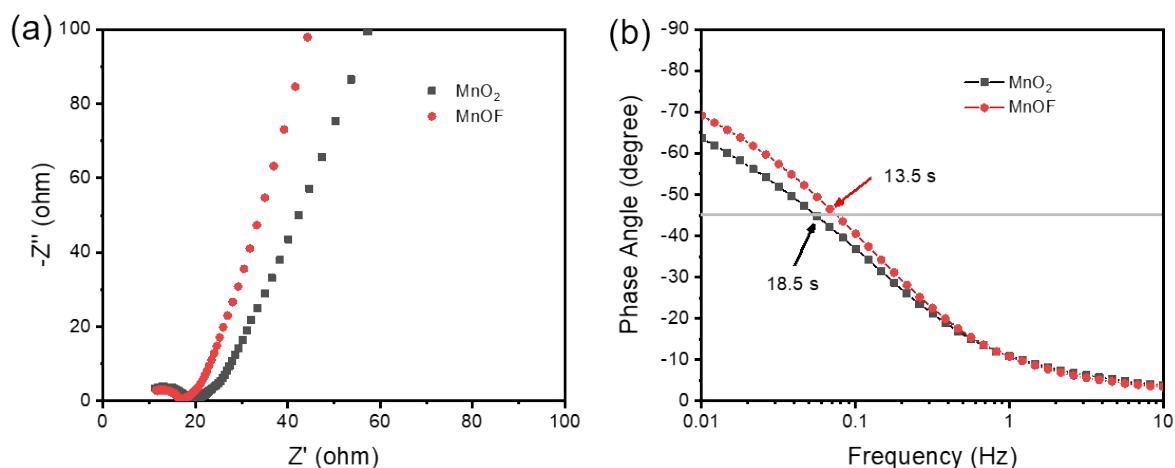 (a)
100
80
60
40
20
0
-Z'' (ohm)
MnO₂
MnOF
0 20 40 60 80 100
Z' (ohm)
(b)
-90
-80
-70
-60
-50
-40
-30
-20
-10
0
Phase Angle (degree)
MnO₂
MnOF
13.5 s
18.5 s
0.01 0.1 1 10
Frequency (Hz)